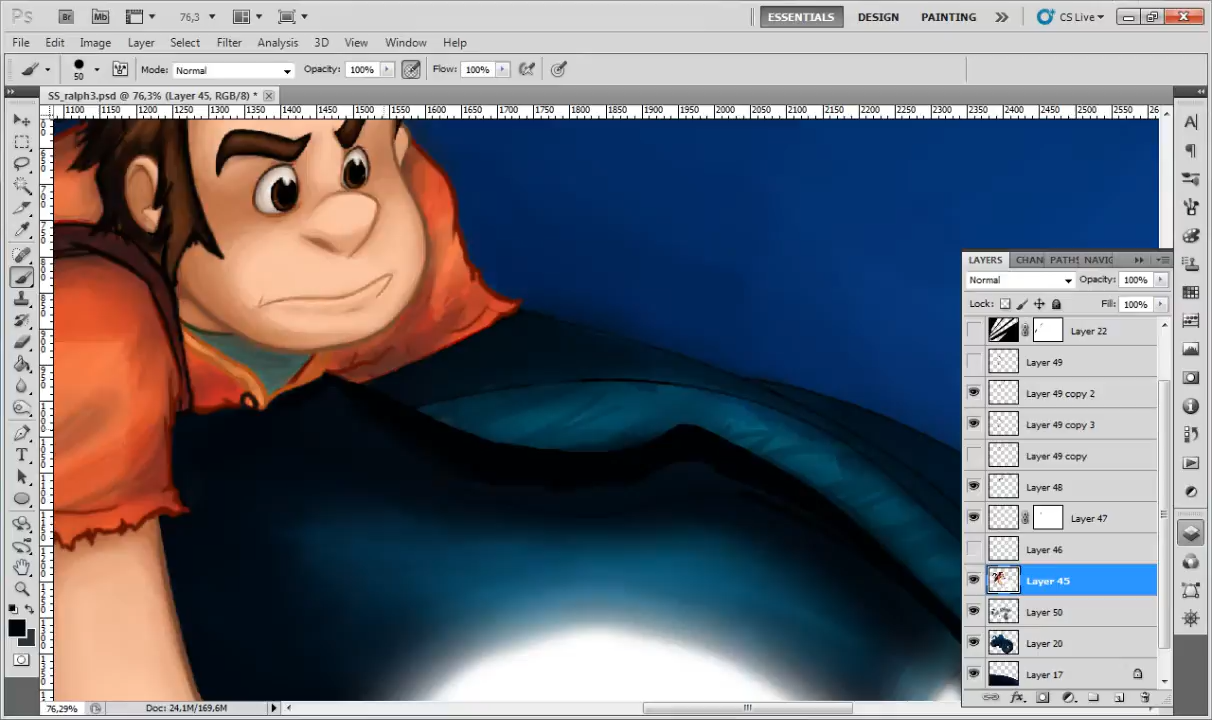 Ps Br Mb 76,3 ESSENTIALS DESIGN PAINTING CS Live
File Edit Image Layer Select Filter Analysis 3D View Window Help
50 Mode: Normal Opacity: 100% Flow: 100%
SS_ralph3.psd @ 76,3% (Layer 45, RGB/8) *
1100 1150 1200 1250 1300 1350 1400 1450 1500 1550 1600 1650 1700 1750 1800 1850 1900 1950 2000 2050 2100 2150 2200 2250 2300 2350 2400 2450 2500 2550
LAYERS CHAN PATHS NAVIC
Normal Opacity: 100%
Lock: Fill: 100%
Layer 22
Layer 49
Layer 49 copy 2
Layer 49 copy 3
Layer 49 copy
Layer 48
Layer 47
Layer 46
Layer 45
Layer 50
Layer 20
Layer 17
76,29% Doc: 24,1M/169,6M